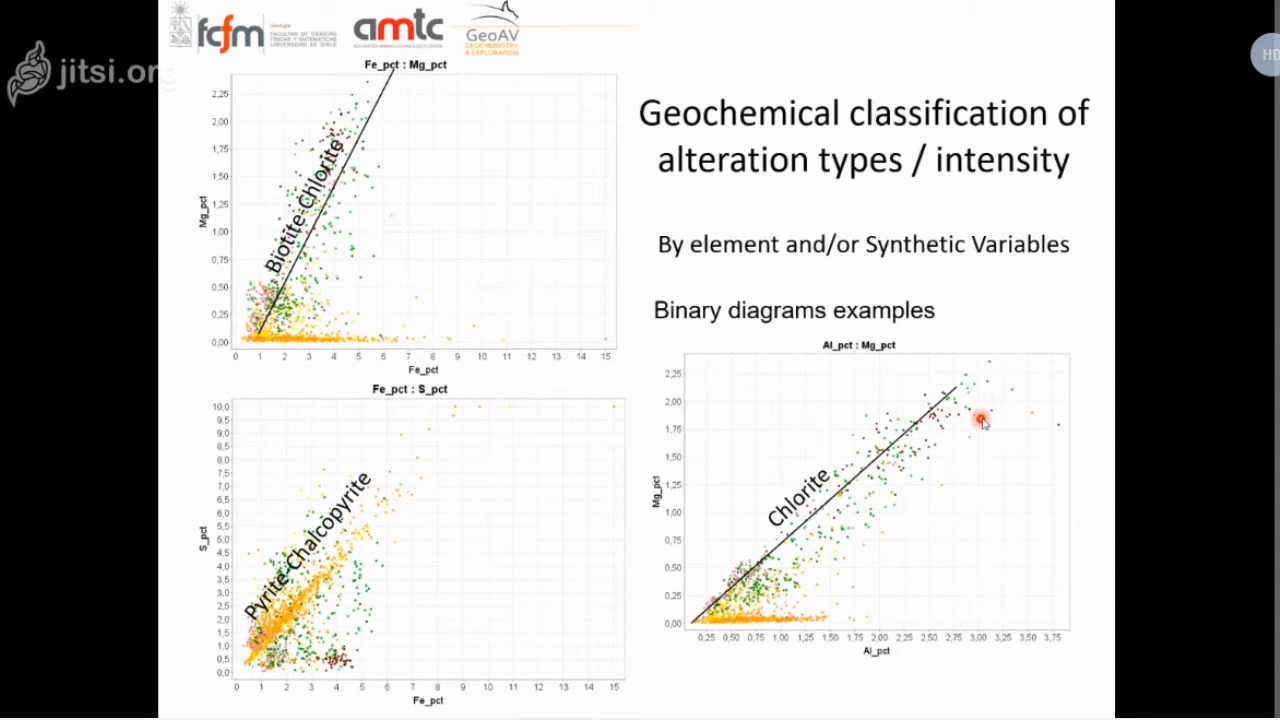 fcfm
Geología
FACULTAD DE CIENCIAS
FÍSICAS Y MATEMÁTICAS
UNIVERSIDAD DE CHILE
amtc
ADVANCED MINING TECHNOLOGY CENTER
GeoAV
GEOCHEMISTRY
& EXPLORATION
jitsi.or
HD
Fe_pct : Mg_pct
2,25
2,00
1,75
1,50
1,25
1,00
0,75
0,50
0,25
0,00
Mg_pct
Biotite-Chlorite
0 1 2 3 4 5 6 7 8 9 10 11 12 13 14 15
Fe_pct
Geochemical classification of
alteration types / intensity
By element and/or Synthetic Variables
Binary diagrams examples
Fe_pct : S_pct
10,0
9,5
9,0
8,5
8,0
7,5
7,0
6,5
6,0
5,5
5,0
4,5
4,0
3,5
3,0
2,5
2,0
1,5
1,0
0,5
0,0
S_pct
Pyrite-Chalcopyrite
0 1 2 3 4 5 6 7 8 9 10 11 12 13 14 15
Fe_pct
Al_pct : Mg_pct
2,25
2,00
1,75
1,50
1,25
1,00
0,75
0,50
0,25
0,00
Mg_pct
Chlorite
0,25 0,50 0,75 1,00 1,25 1,50 1,75 2,00 2,25 2,50 2,75 3,00 3,25 3,50 3,75
Al_pct